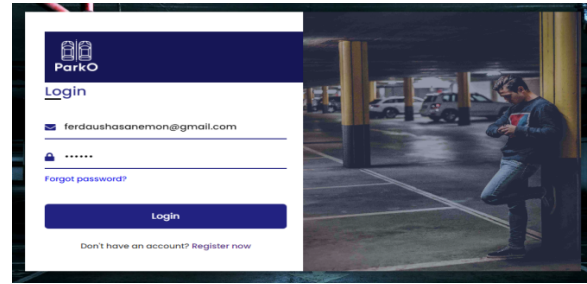 ParkO
Login
ferdaushasanemon@gmail.com
••••••
Forgot password?
Login
Don't have an account? Register now